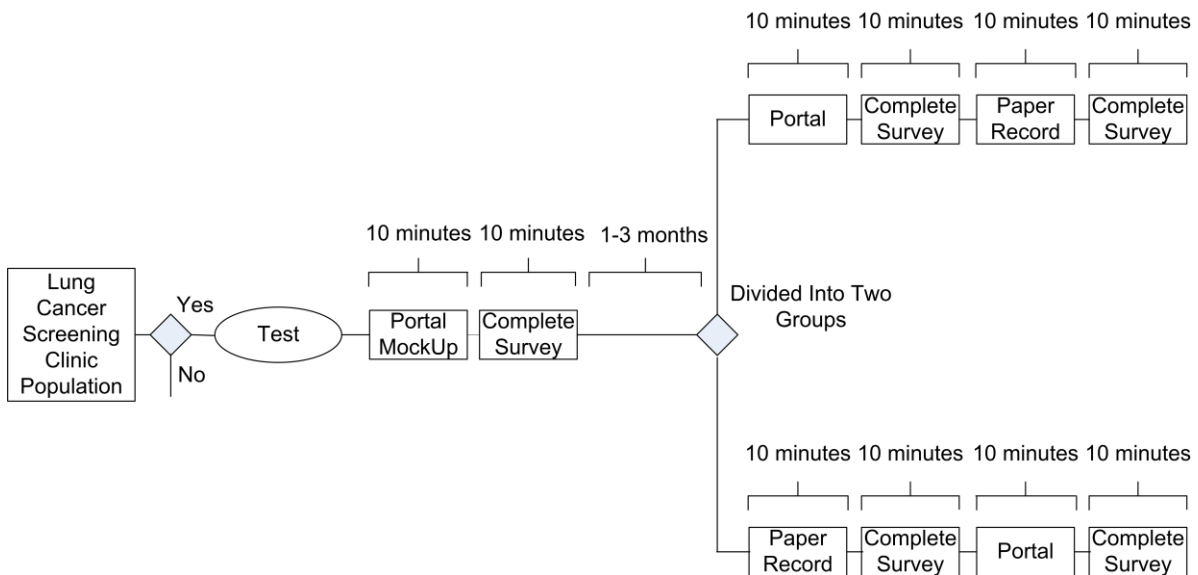 10 minutes 10 minutes 10 minutes 10 minutes
Portal
Complete
Survey
Paper
Record
Complete
Survey
10 minutes 10 minutes 1-3 months
Lung
Cancer
Screening
Clinic
Population
Yes
No
Test
Portal
MockUp
Complete
Survey
Divided Into Two
Groups
10 minutes 10 minutes 10 minutes 10 minutes
Paper
Record
Complete
Survey
Portal
Complete
Survey